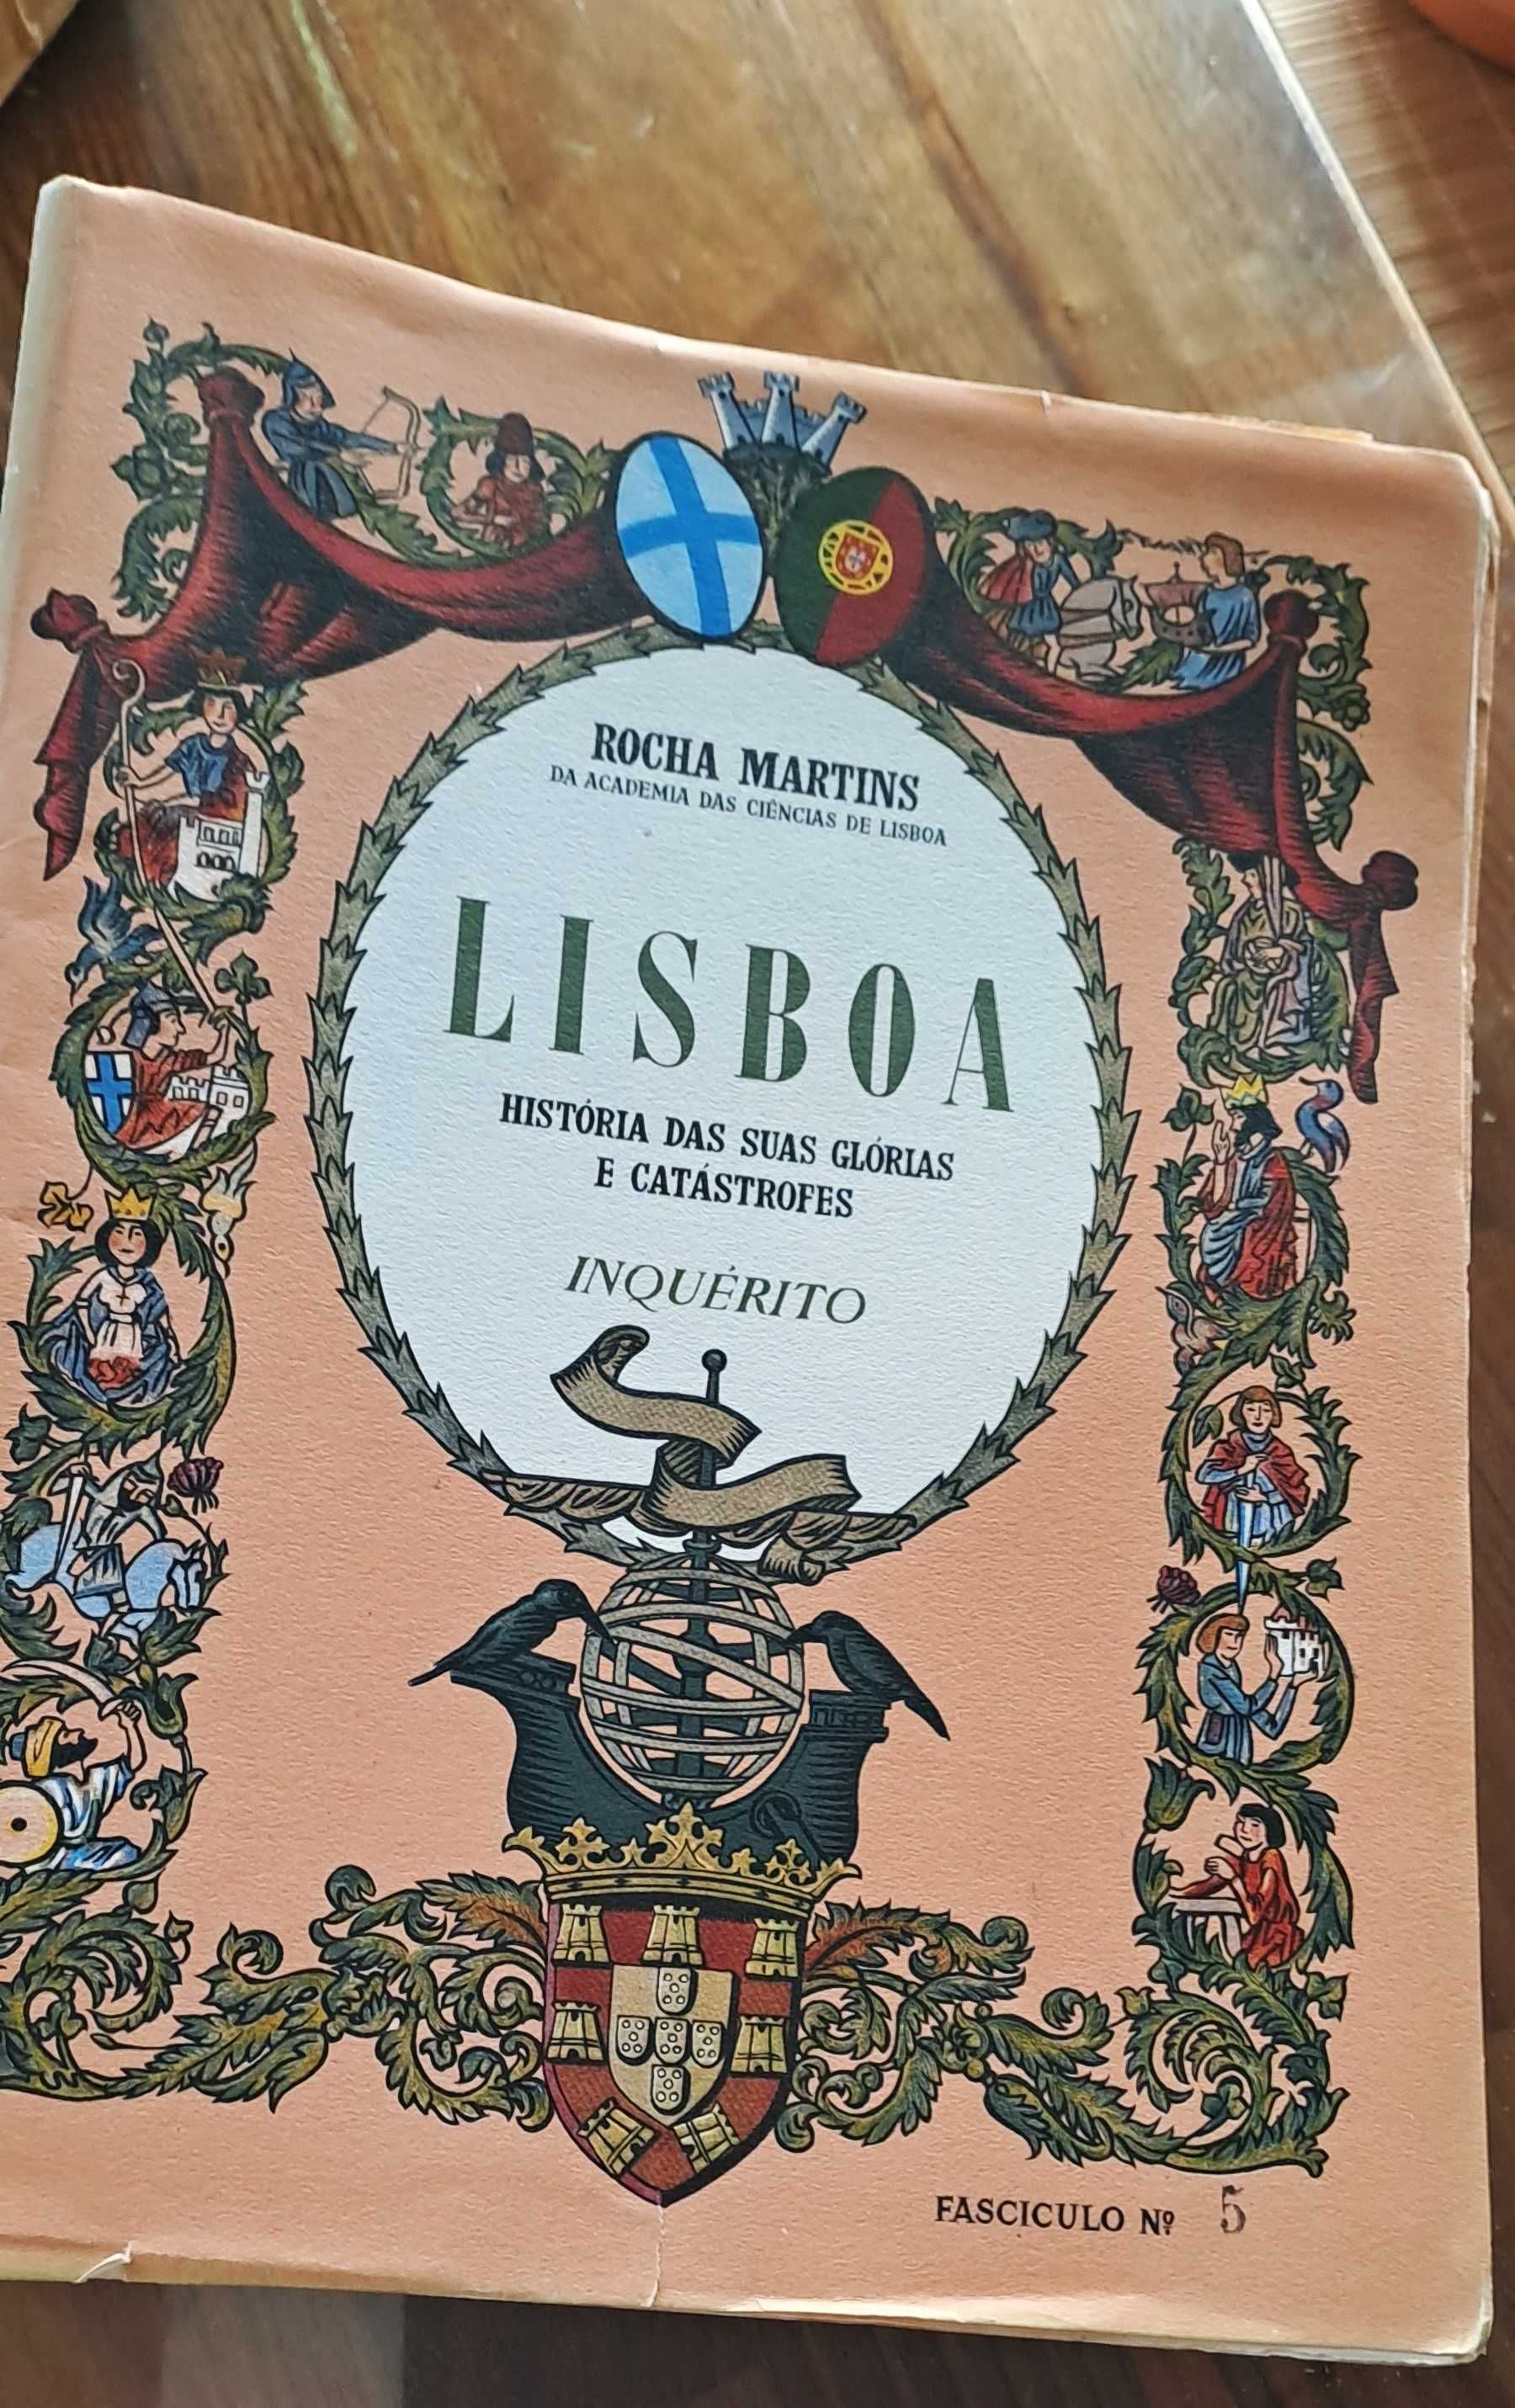 ROCHA MARTINS
DA ACADEMIA DAS CIÊNCIAS DE LISBOA
LISBOA
HISTÓRIA DAS SUAS GLÓRIAS
E CATÁSTROFES
INQUÉRITO
FASCICULO Nº 5